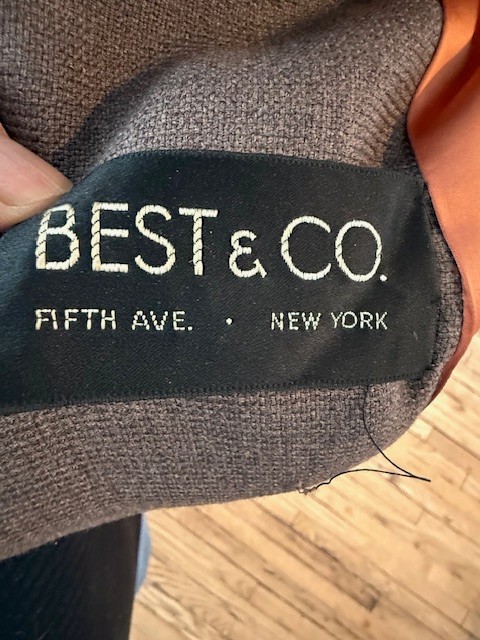 BEST & CO.
FIFTH AVE. · NEW YORK